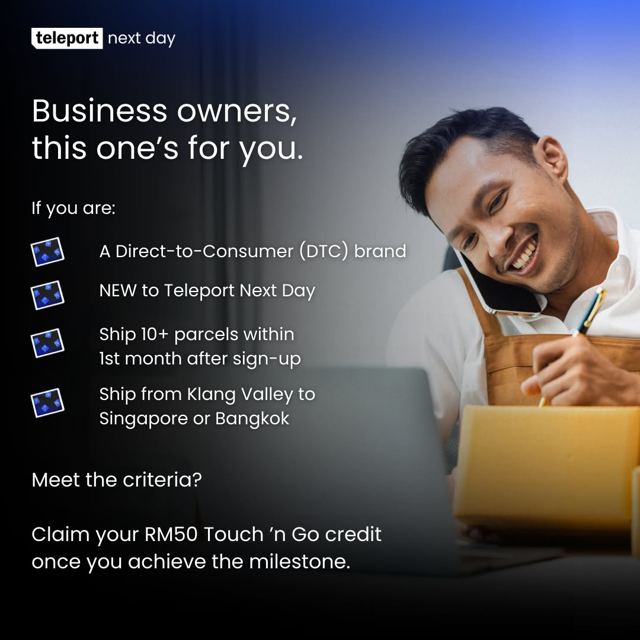 teleport next day
Business owners,
this one’s for you.
If you are:
A Direct-to-Consumer (DTC) brand
NEW to Teleport Next Day
Ship 10+ parcels within
1st month after sign-up
Ship from Klang Valley to
Singapore or Bangkok
Meet the criteria?
Claim your RM50 Touch ’n Go credit
once you achieve the milestone.